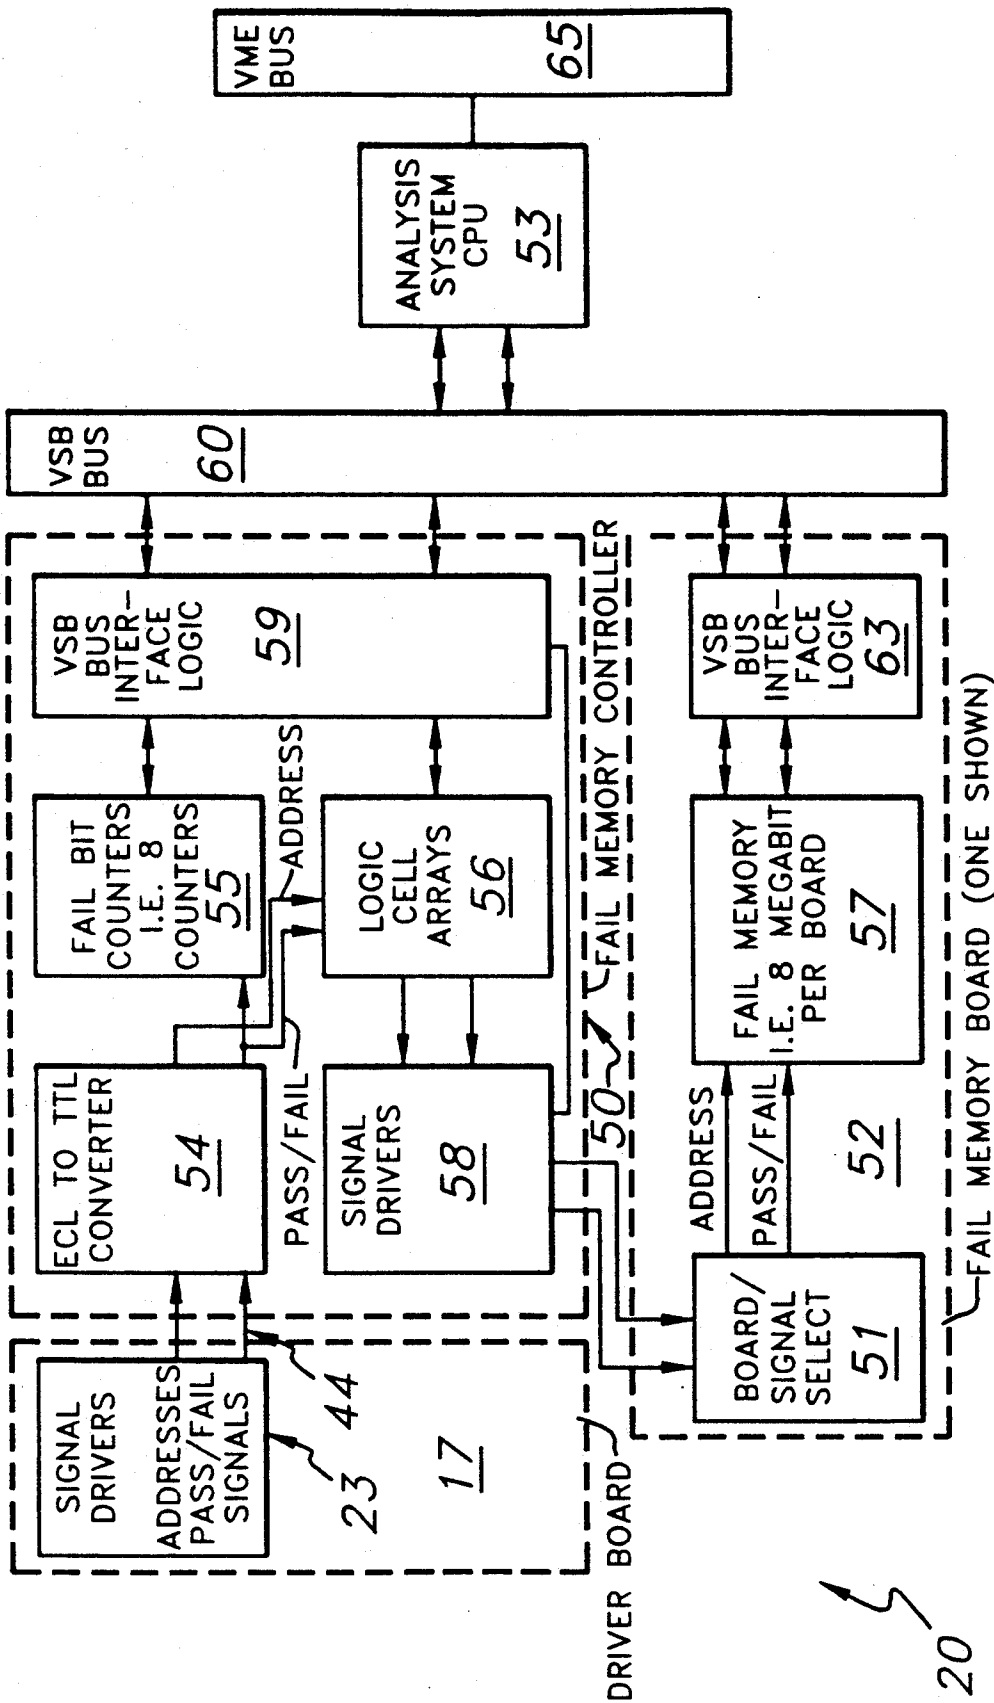 SIGNAL
DRIVERS
ADDRESSES
PASS/FAIL
SIGNALS
23
44
17
DRIVER BOARD
ECL TO TTL
CONVERTER
54
PASS/FAIL
FAIL BIT
COUNTERS
I.E. 8
COUNTERS
55
ADDRESS
VSB
BUS
INTER-
FACE
LOGIC
59
SIGNAL
DRIVERS
58
LOGIC
CELL
ARRAYS
56
50
FAIL MEMORY CONTROLLER
VSB
BUS
60
ANALYSIS
SYSTEM
CPU
53
VME
BUS
65
BOARD/
SIGNAL
SELECT
51
ADDRESS
PASS/FAIL
52
FAIL MEMORY
I.E. 8 MEGABIT
PER BOARD
57
VSB
BUS
INTER-
FACE
LOGIC
63
FAIL MEMORY BOARD (ONE SHOWN)
20